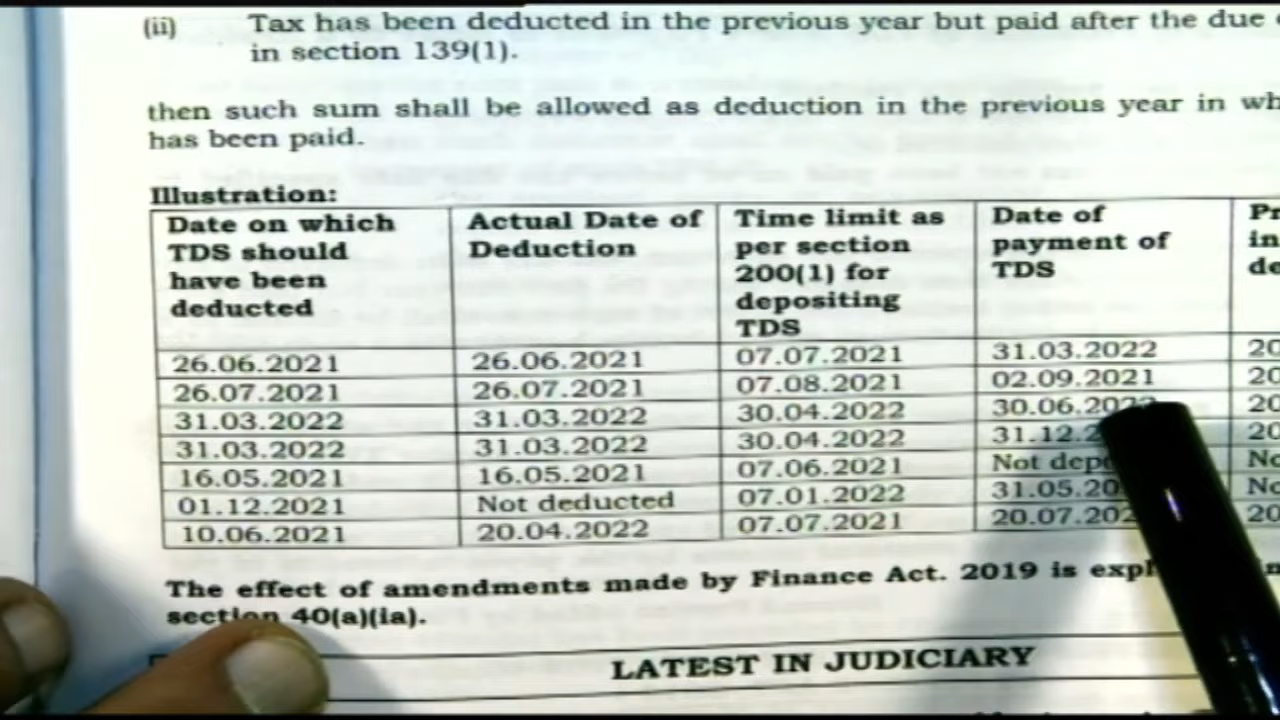 (ii) Tax has been deducted in the previous year but paid after the due
in section 139(1).
then such sum shall be allowed as deduction in the previous year in
has been paid.
Illustration:
Date on which TDS should have been deducted | Actual Date of Deduction | Time limit as per section 200(1) for depositing TDS | Date of payment of TDS
26.06.2021 26.06.2021 07.07.2021 31.03.2022
26.07.2021 26.07.2021 07.08.2021 02.09.2021
31.03.2022 31.03.2022 30.04.2022 30.06.2022
31.03.2022 31.03.2022 30.04.2022
16.05.2021 16.05.2021 07.06.2021 Not
01.12.2021 Not deducted 07.01.2022
10.06.2021 20.04.2022 07.07.2021
The effect of amendments made by Finance Act. 2019 is
section 40(a)(ia).
LATEST IN JUDICIARY